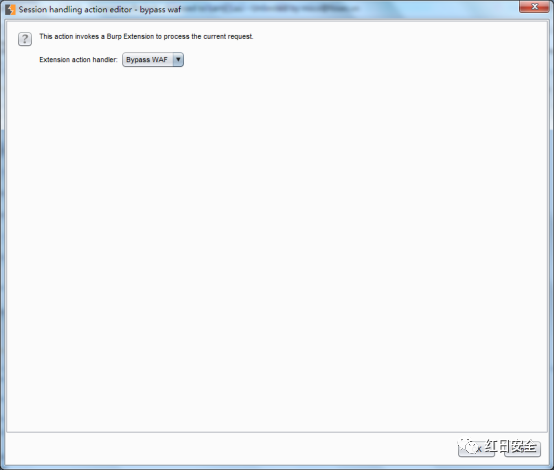 Session handling action editor - bypass waf
?
This action invokes a Burp Extension to process the current request.
Extension action handler: Bypass WAF
红日安全